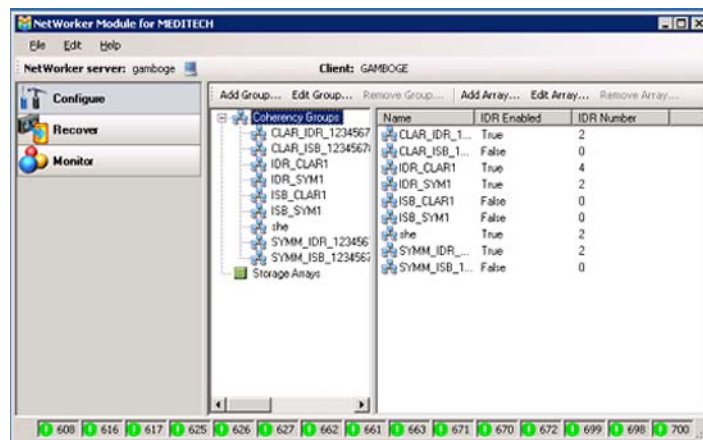 NetWorker Module for MEDITECH
File Edit Help
NetWorker server: gamboge Client: GAMBOGE
Configure
Recover
Monitor
Add Group... Edit Group... Remove Group... Add Array... Edit Array... Remove Array...
Coherency Groups
CLAR_IDR_1234567
CLAR_ISB_1234567
IDR_CLAR1
IDR_SYM1
ISB_CLAR1
ISB_SYM1
she
SYMM_IDR_123456
SYMM_ISB_1234567
Storage Arrays
Name IDR Enabled IDR Number
CLAR_IDR_1... True 2
CLAR_ISB_1... False 0
IDR_CLAR1 True 4
IDR_SYM1 True 2
ISB_CLAR1 False 0
ISB_SYM1 False 0
she True 2
SYMM_IDR_... True 2
SYMM_ISB_1... False 0
608 616 617 625 626 627 662 661 663 671 670 672 699 698 700